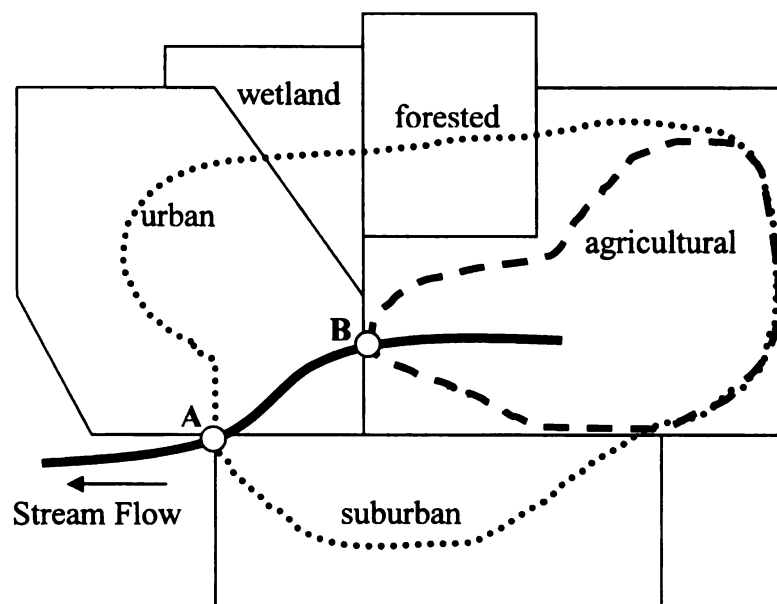 wetland
forested
urban
agricultural
B
A
Stream Flow
suburban